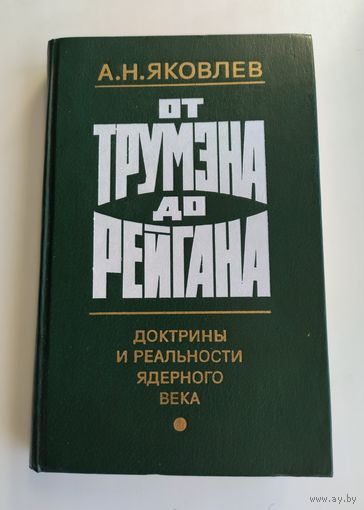 А.Н.ЯКОВЛЕВ
ОТ
ТРУМЭНА
ДО
РЕЙГАНА
ДОКТРИНЫ
И РЕАЛЬНОСТИ
ЯДЕРНОГО
ВЕКА
www.ay.by